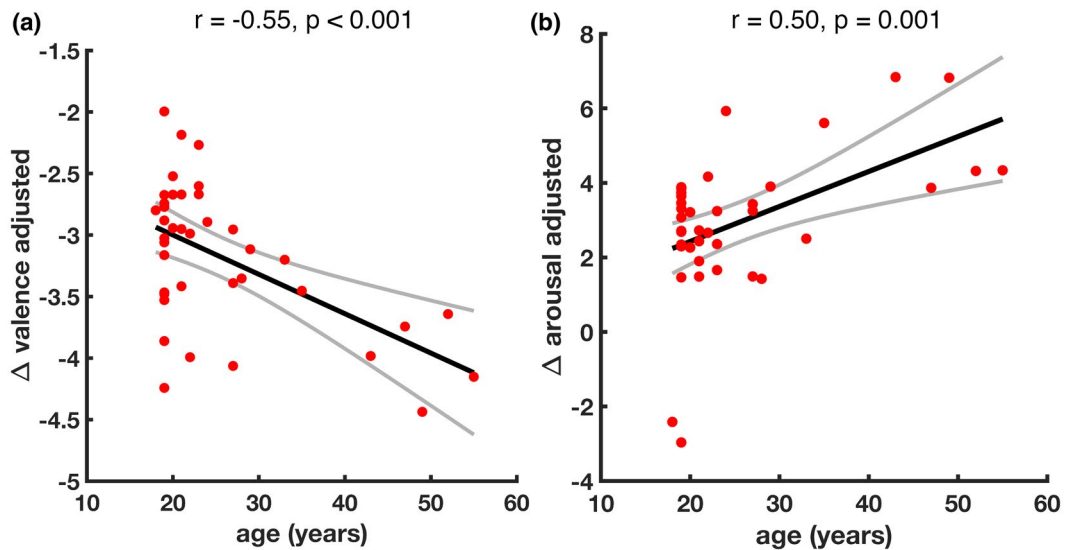 (a) r = -0.55, p < 0.001
-1.5
-2
-2.5
-3
-3.5
-4
-4.5
-5
Δ valence adjusted
10 20 30 40 50 60
age (years)
(b) r = 0.50, p = 0.001
8
6
4
2
0
-2
-4
Δ arousal adjusted
10 20 30 40 50 60
age (years)